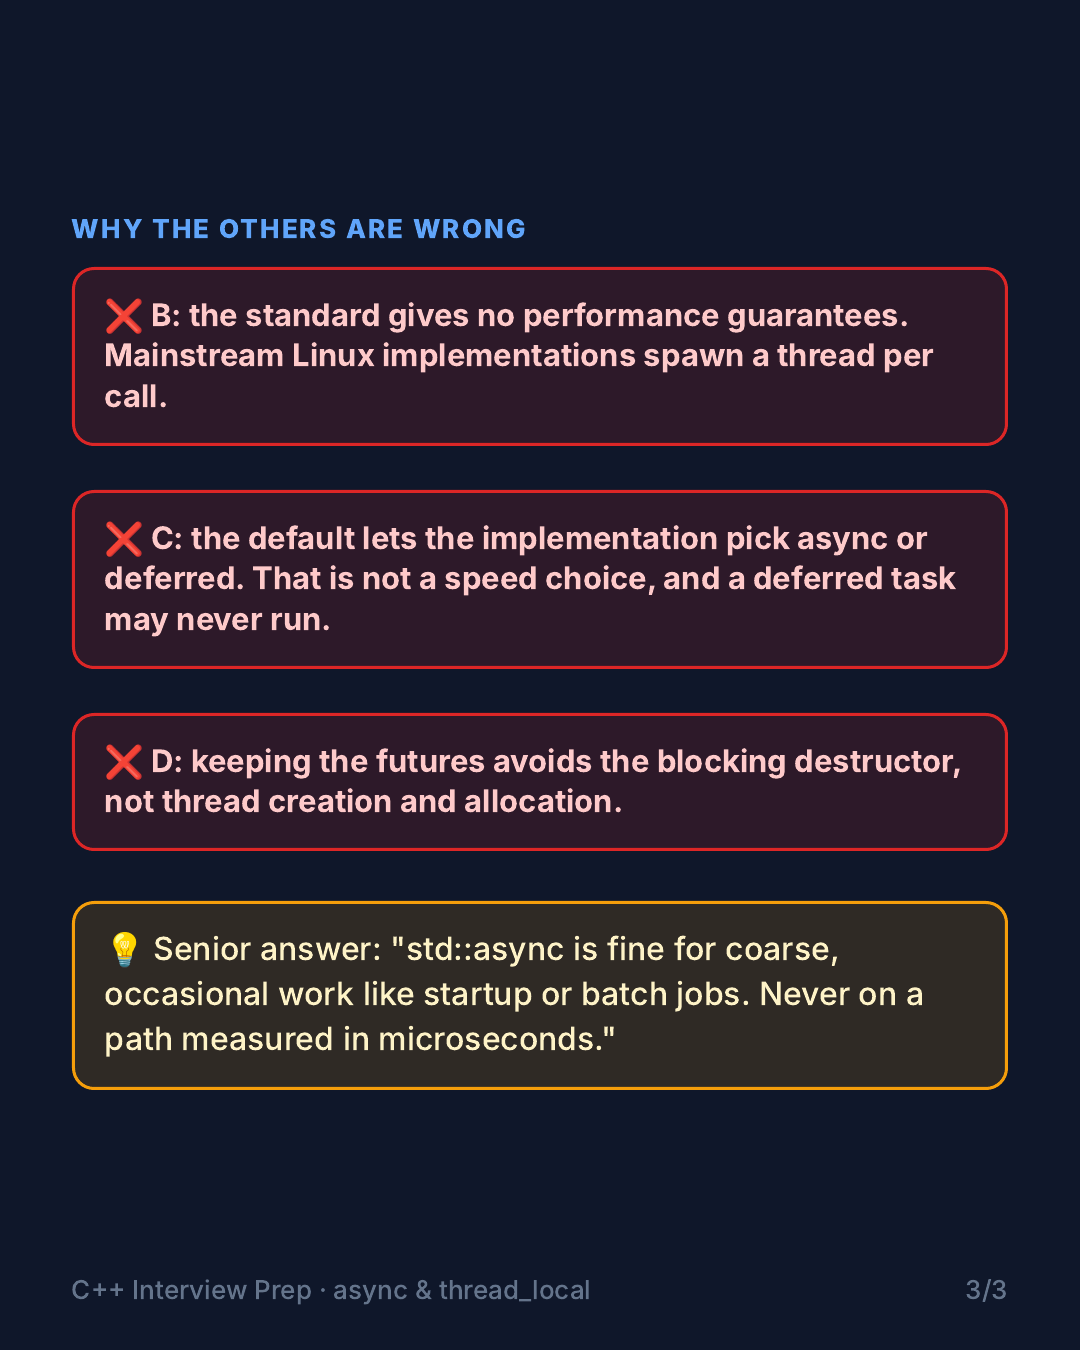 WHY THE OTHERS ARE WRONG
❌ B: the standard gives no performance guarantees.
Mainstream Linux implementations spawn a thread per
call.
❌ C: the default lets the implementation pick async or
deferred. That is not a speed choice, and a deferred task
may never run.
❌ D: keeping the futures avoids the blocking destructor,
not thread creation and allocation.
💡 Senior answer: "std::async is fine for coarse,
occasional work like startup or batch jobs. Never on a
path measured in microseconds."
C++ Interview Prep · async & thread_local
3/3